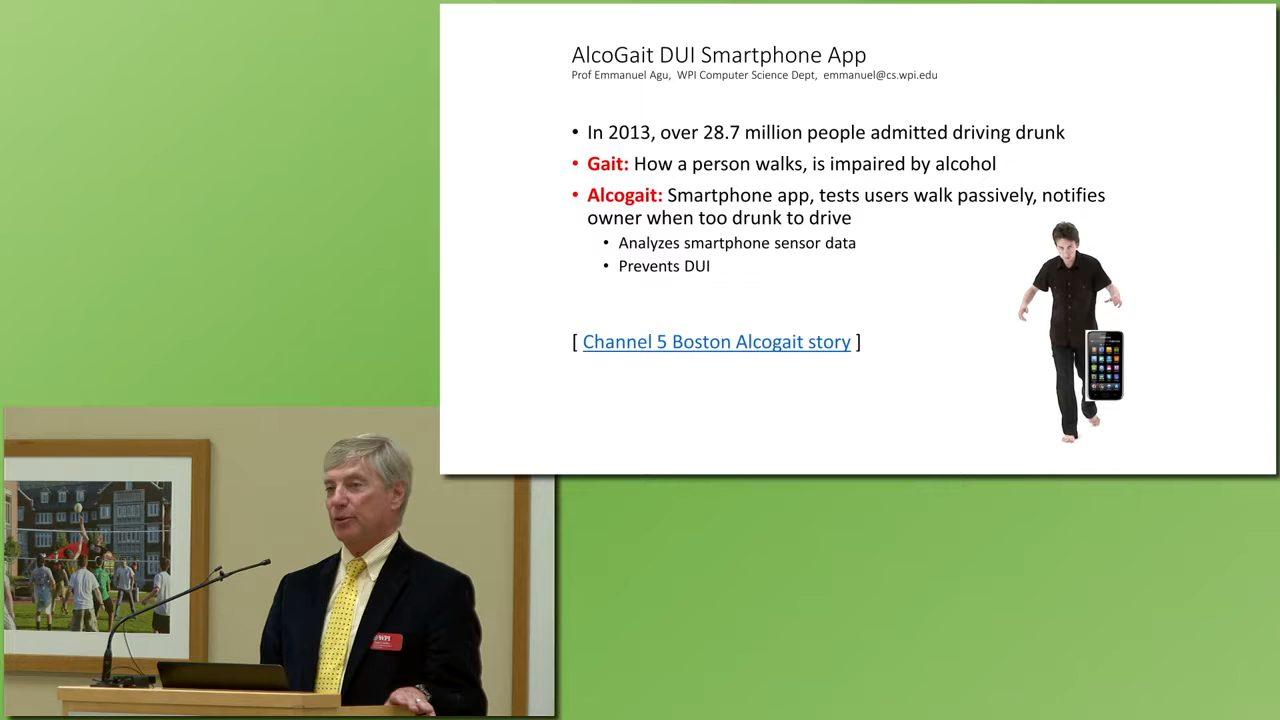 AlcoGait DUI Smartphone App
Prof Emmanuel Agu, WPI Computer Science Dept, emmanuel@cs.wpi.edu
• In 2013, over 28.7 million people admitted driving drunk
• Gait: How a person walks, is impaired by alcohol
• Alcogait: Smartphone app, tests users walk passively, notifies
owner when too drunk to drive
• Analyzes smartphone sensor data
• Prevents DUI
[ Channel 5 Boston Alcogait story ]
WPI